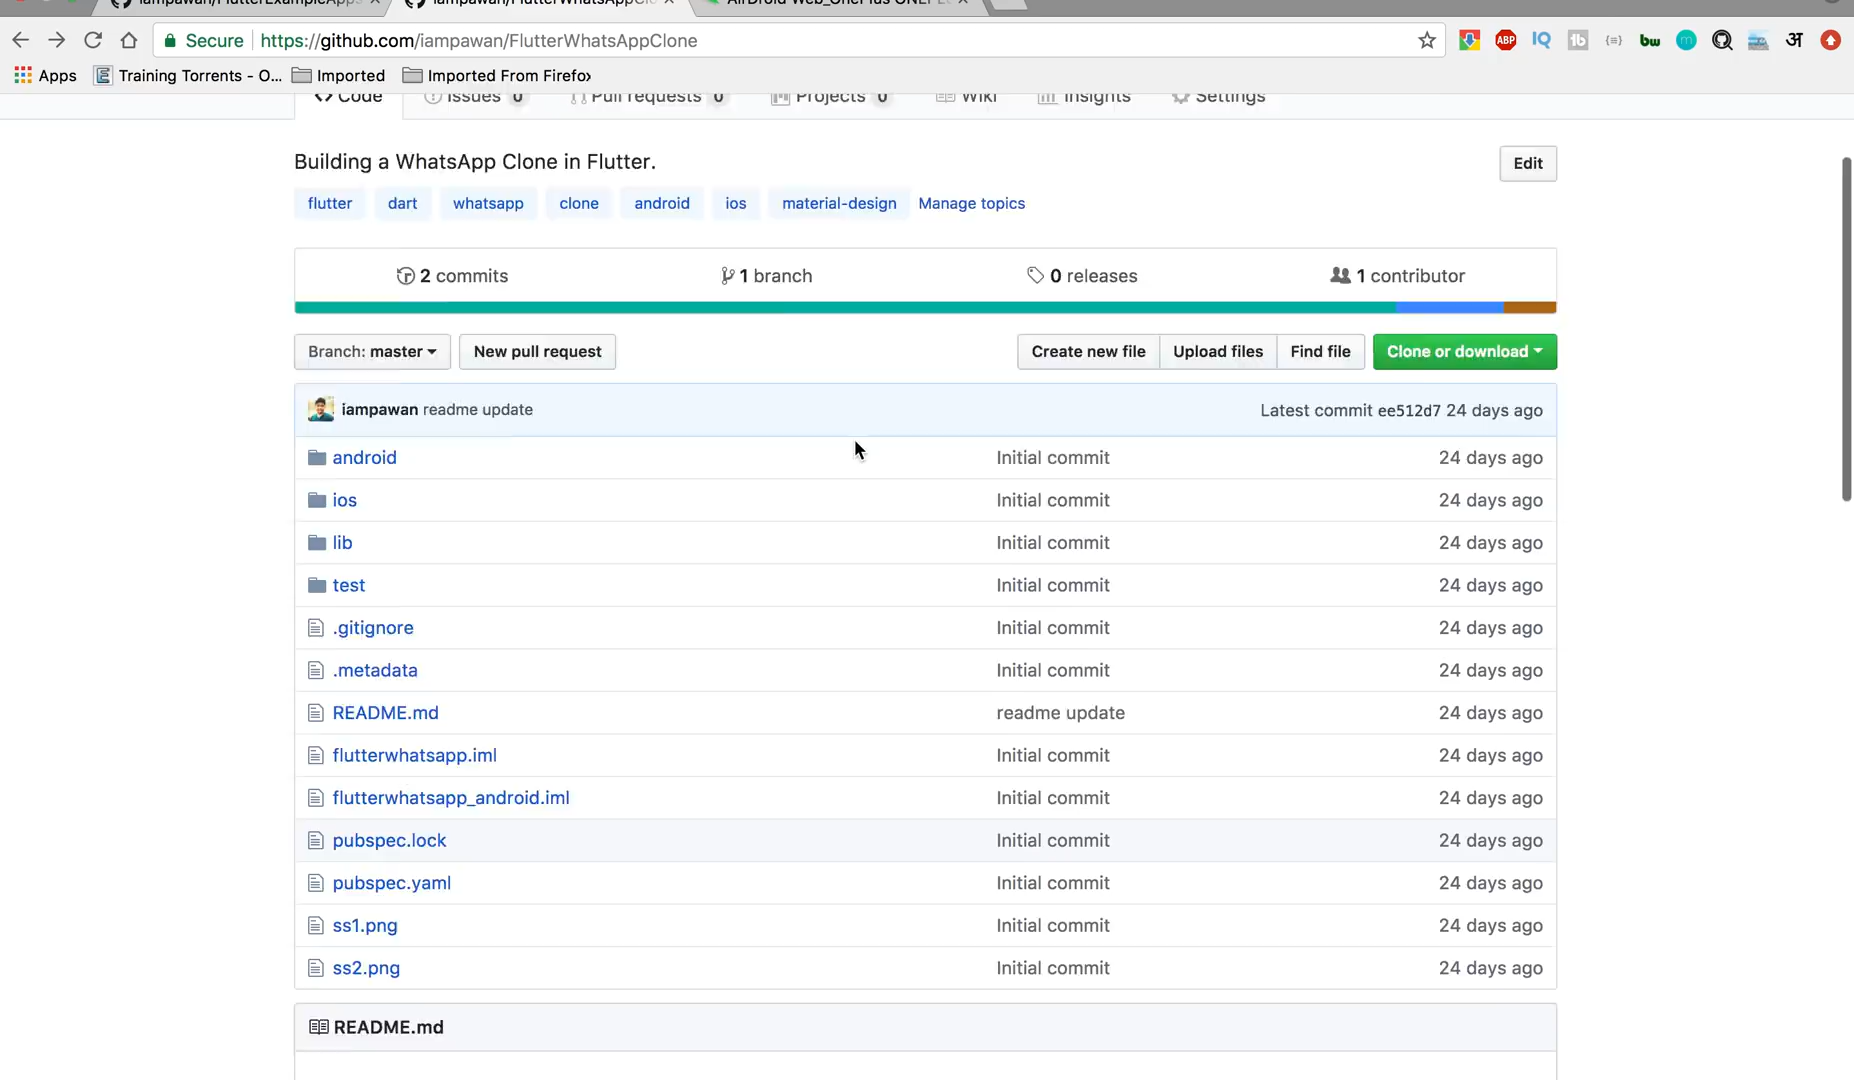 Secure https://github.com/iampawan/FlutterWhatsAppClone
Apps Training Torrents - O... Imported Imported From Firefox
Code Issues 0 Pull requests 0 Projects 0 Wiki Insights Settings
Building a WhatsApp Clone in Flutter.
Edit
flutter dart whatsapp clone android ios material-design Manage topics
2 commits 1 branch 0 releases 1 contributor
Branch: master New pull request Create new file Upload files Find file Clone or download
iampawan readme update Latest commit ee512d7 24 days ago
android Initial commit 24 days ago
ios Initial commit 24 days ago
lib Initial commit 24 days ago
test Initial commit 24 days ago
.gitignore Initial commit 24 days ago
.metadata Initial commit 24 days ago
README.md readme update 24 days ago
flutterwhatsapp.iml Initial commit 24 days ago
flutterwhatsapp_android.iml Initial commit 24 days ago
pubspec.lock Initial commit 24 days ago
pubspec.yaml Initial commit 24 days ago
ss1.png Initial commit 24 days ago
ss2.png Initial commit 24 days ago
README.md